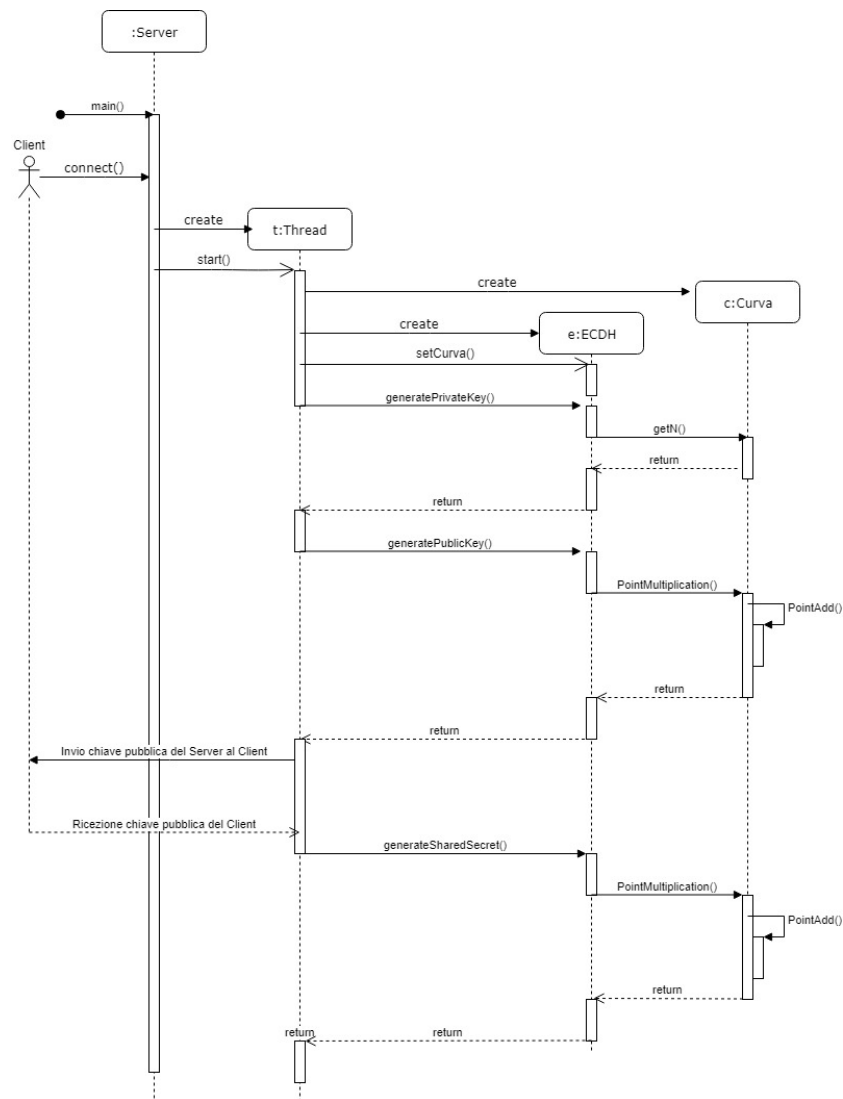 :Server
main()
Client
connect()
create
t:Thread
start()
create
c:Curva
create
e:ECDH
setCurva()
generatePrivateKey()
getN()
return
return
generatePublicKey()
PointMultiplication()
PointAdd()
return
return
Invio chiave pubblica del Server al Client
Ricezione chiave pubblica del Client
generateSharedSecret()
PointMultiplication()
PointAdd()
return
return
return